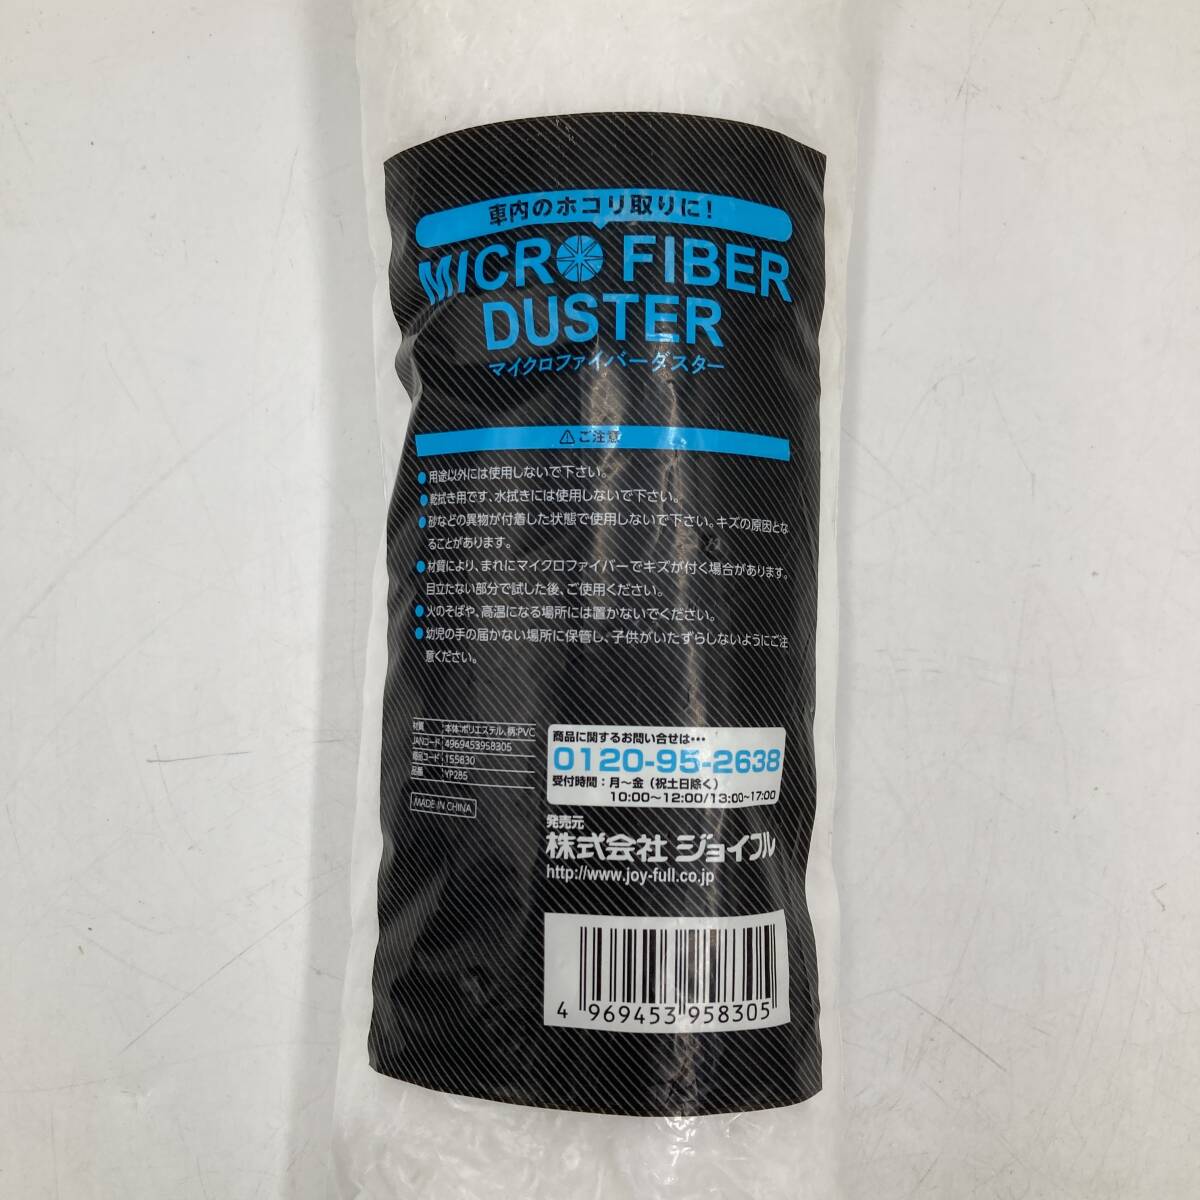 車内のホコリ取りに!
MICRO FIBER
DUSTER
マイクロファイバーダスター
⚠ご注意
●用途以外には使用しないで下さい。
●乾拭き用です、水拭きには使用しないで下さい。
●砂などの異物が付着した状態で使用しないで下さい。キズの原因とな
ることがあります。
●材質により、まれにマイクロファイバーでキズが付く場合があります。
目立たない部分で試した後、ご使用ください。
●火のそばや、高温になる場所には置かないでください。
●幼児の手の届かない場所に保管し、子供がいたずらしないようにご注
意ください。
材質 本体:ポリエステル、柄:PVC
JANコード 4969453958305
商品コード 155830
品番 YP285
MADE IN CHINA
商品に関するお問い合せは・・・
0120-95-2638
受付時間:月〜金(祝土日除く)
10:00〜12:00/13:00〜17:00
発売元
株式会社 ジョイフル
http://www.joy-full.co.jp
4 969453 958305